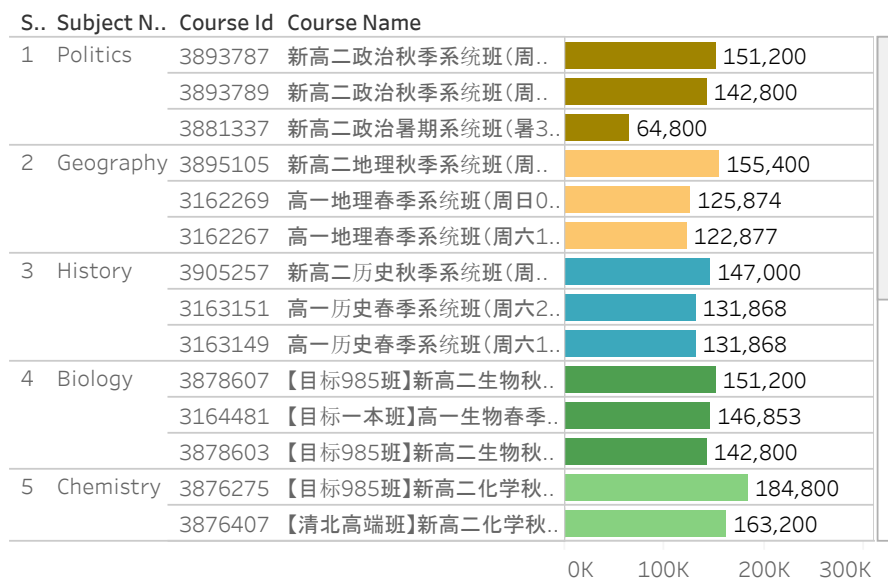 S.. Subject N.. Course Id Course Name
1 Politics 3893787 新高二政治秋季系统班(周.. 151,200
3893789 新高二政治秋季系统班(周.. 142,800
3881337 新高二政治暑期系统班(暑3.. 64,800
2 Geography 3895105 新高二地理秋季系统班(周.. 155,400
3162269 高一地理春季系统班(周日0.. 125,874
3162267 高一地理春季系统班(周六1.. 122,877
3 History 3905257 新高二历史秋季系统班(周.. 147,000
3163151 高一历史春季系统班(周六2.. 131,868
3163149 高一历史春季系统班(周六1.. 131,868
4 Biology 3878607 【目标985班】新高二生物秋.. 151,200
3164481 【目标一本班】高一生物春季.. 146,853
3878603 【目标985班】新高二生物秋.. 142,800
5 Chemistry 3876275 【目标985班】新高二化学秋.. 184,800
3876407 【清北高端班】新高二化学秋.. 163,200
0K 100K 200K 300K